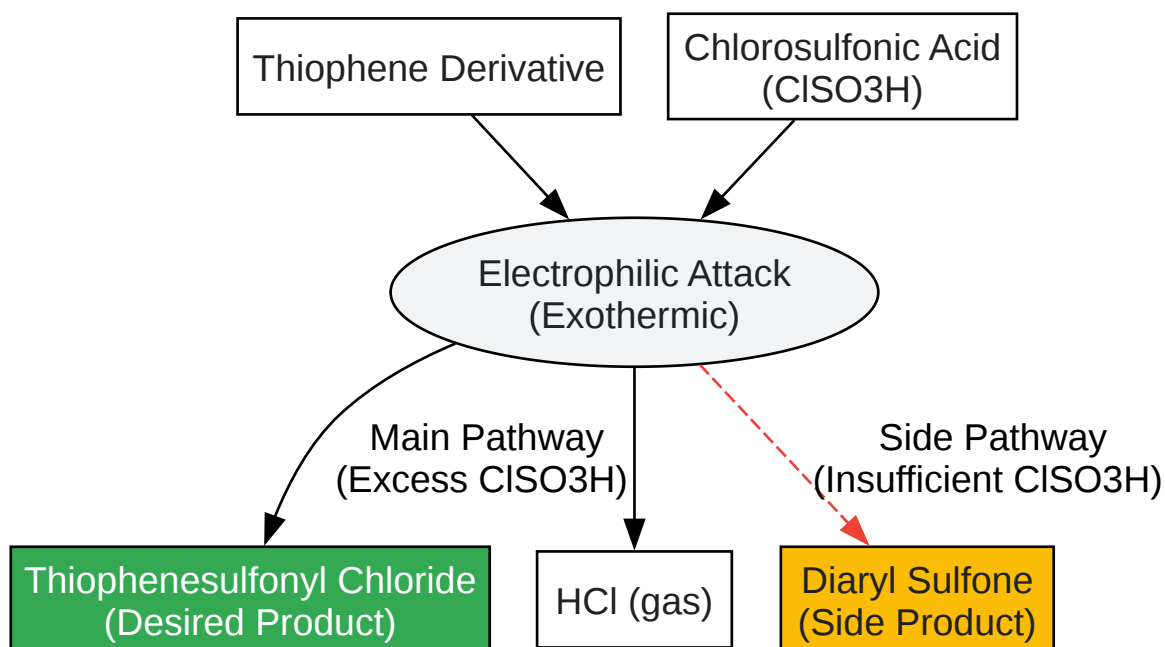 Thiophene Derivative
Chlorosulfonic Acid
(ClSO3H)
Electrophilic Attack
(Exothermic)
Main Pathway
(Excess ClSO3H)
Side Pathway
(Insufficient ClSO3H)
Thiophenesulfonyl Chloride
(Desired Product)
HCl (gas)
Diaryl Sulfone
(Side Product)